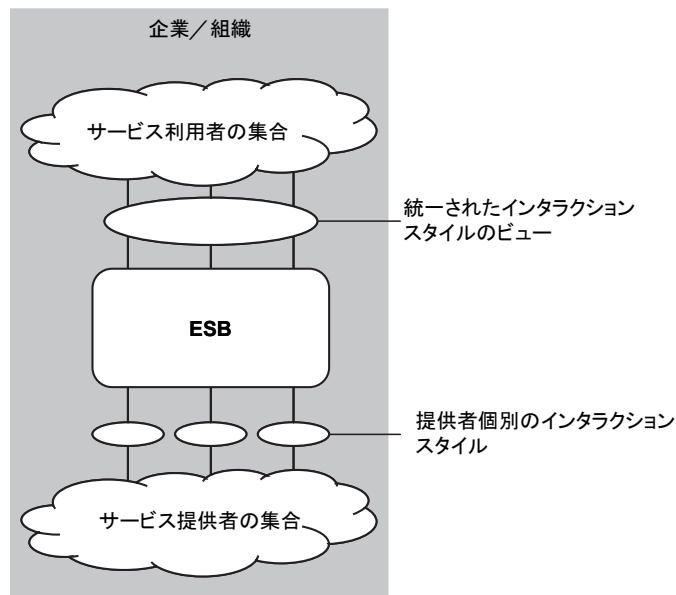 企業／組織
サービス利用者の集合
統一されたインタラクション
スタイルのビュー
ESB
提供者個別のインタラクション
スタイル
サービス提供者の集合